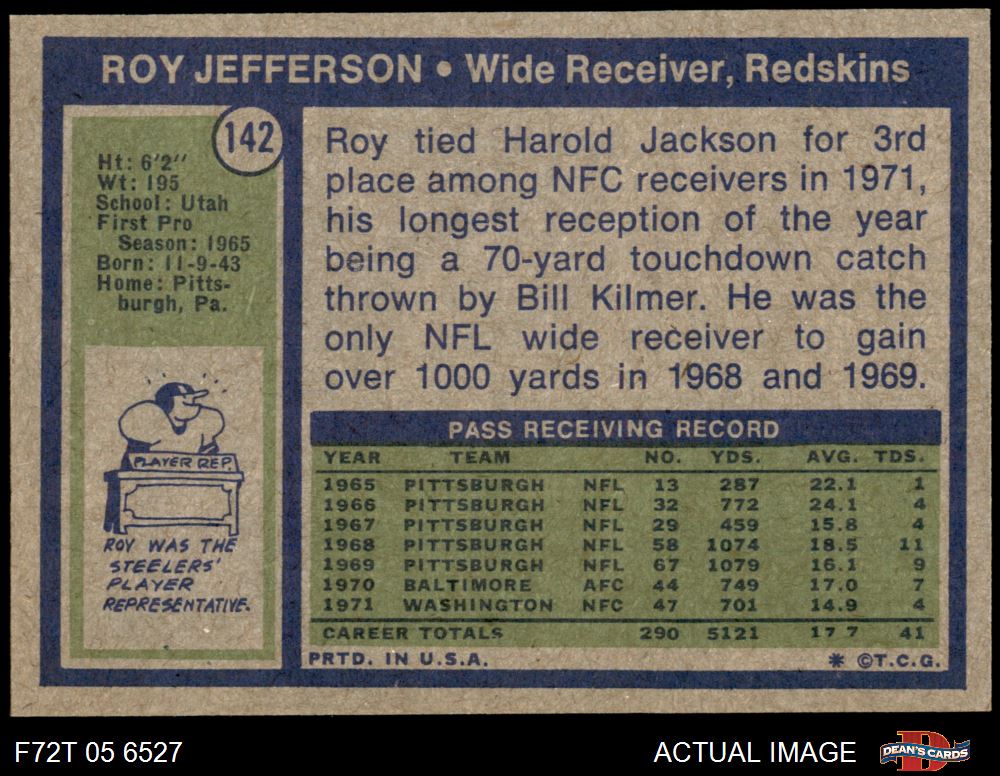 ROY JEFFERSON • Wide Receiver, Redskins
142
Ht: 6'2''
Wt: 195
School: Utah
First Pro
Season: 1965
Born: 11-9-43
Home: Pitts-
burgh, Pa.
PLAYER REP.
ROY WAS THE
STEELERS'
PLAYER
REPRESENTATIVE.
Roy tied Harold Jackson for 3rd
place among NFC receivers in 1971,
his longest reception of the year
being a 70-yard touchdown catch
thrown by Bill Kilmer. He was the
only NFL wide receiver to gain
over 1000 yards in 1968 and 1969.
PASS RECEIVING RECORD
YEAR TEAM NO. YDS. AVG. TDS.
1965 PITTSBURGH NFL 13 287 22.1 1
1966 PITTSBURGH NFL 32 772 24.1 4
1967 PITTSBURGH NFL 29 459 15.8 4
1968 PITTSBURGH NFL 58 1074 18.5 11
1969 PITTSBURGH NFL 67 1079 16.1 9
1970 BALTIMORE AFC 44 749 17.0 7
1971 WASHINGTON NFC 47 701 14.9 4
CAREER TOTALS 290 5121 17 7 41
PRTD. IN U.S.A. * ©T.C.G.
F72T 05 6527 ACTUAL IMAGE DEAN'S CARDS